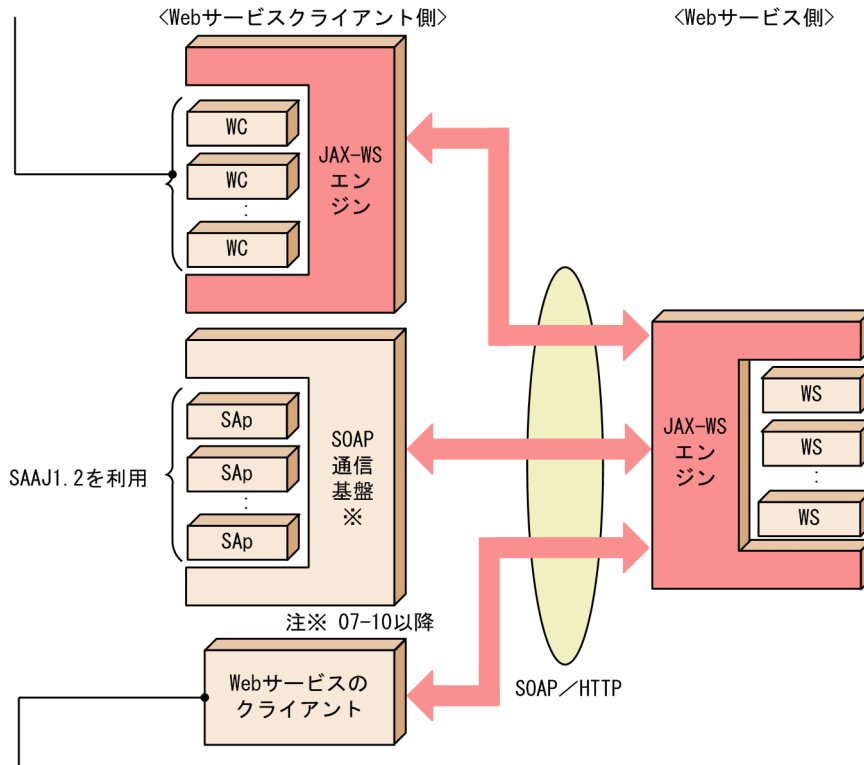 <Webサービスクライアント側>
<Webサービス側>
WC
WC
:
WC
JAX-WS
エン
ジン
SAAJ1.2を利用
SAp
SAp
:
SAp
SOAP
通信
基盤
※
注※ 07-10以降
Webサービスの
クライアント
SOAP／HTTP
JAX-WS
エン
ジン
WS
WS
:
WS